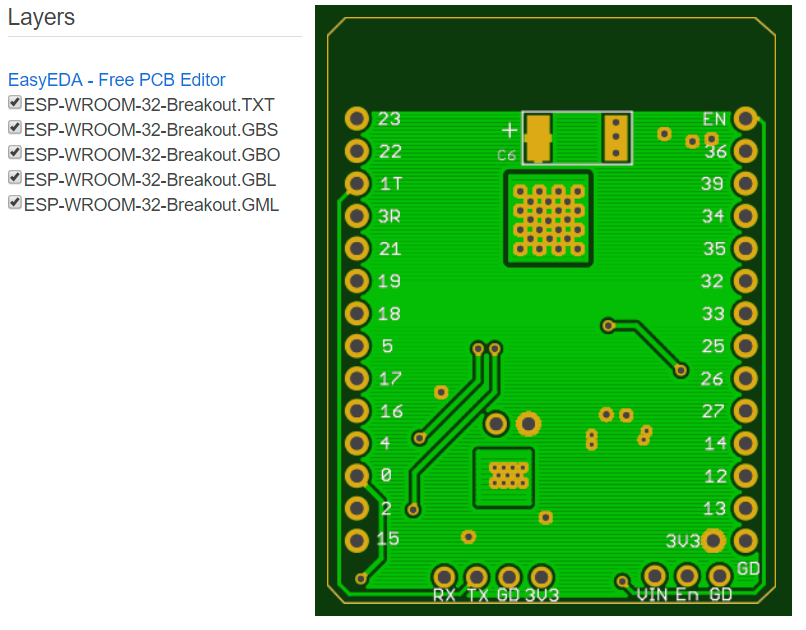 Layers
EasyEDA - Free PCB Editor
ESP-WROOM-32-Breakout.TXT
ESP-WROOM-32-Breakout.GBS
ESP-WROOM-32-Breakout.GBO
ESP-WROOM-32-Breakout.GBL
ESP-WROOM-32-Breakout.GML
23 + EN
C6
22 36
1T 39
3R 34
21 35
19 32
18 33
5 25
17 26
16 27
4 14
0 12
2 13
15 3V3
GD
RX TX GD 3V3 VIN En GD